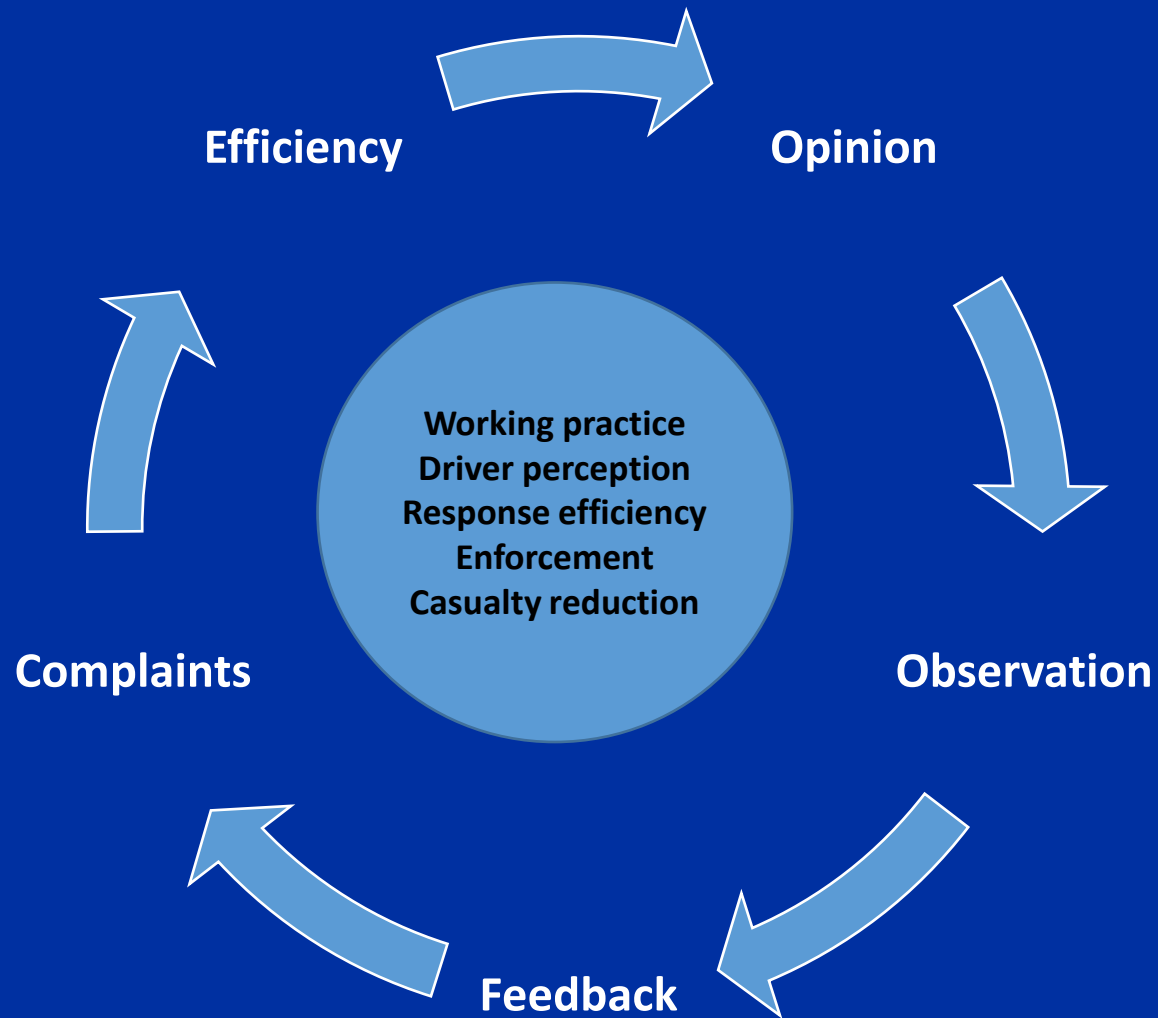 Efficiency
Opinion
Working practice
Driver perception
Response efficiency
Enforcement
Casualty reduction
Complaints
Observation
Feedback